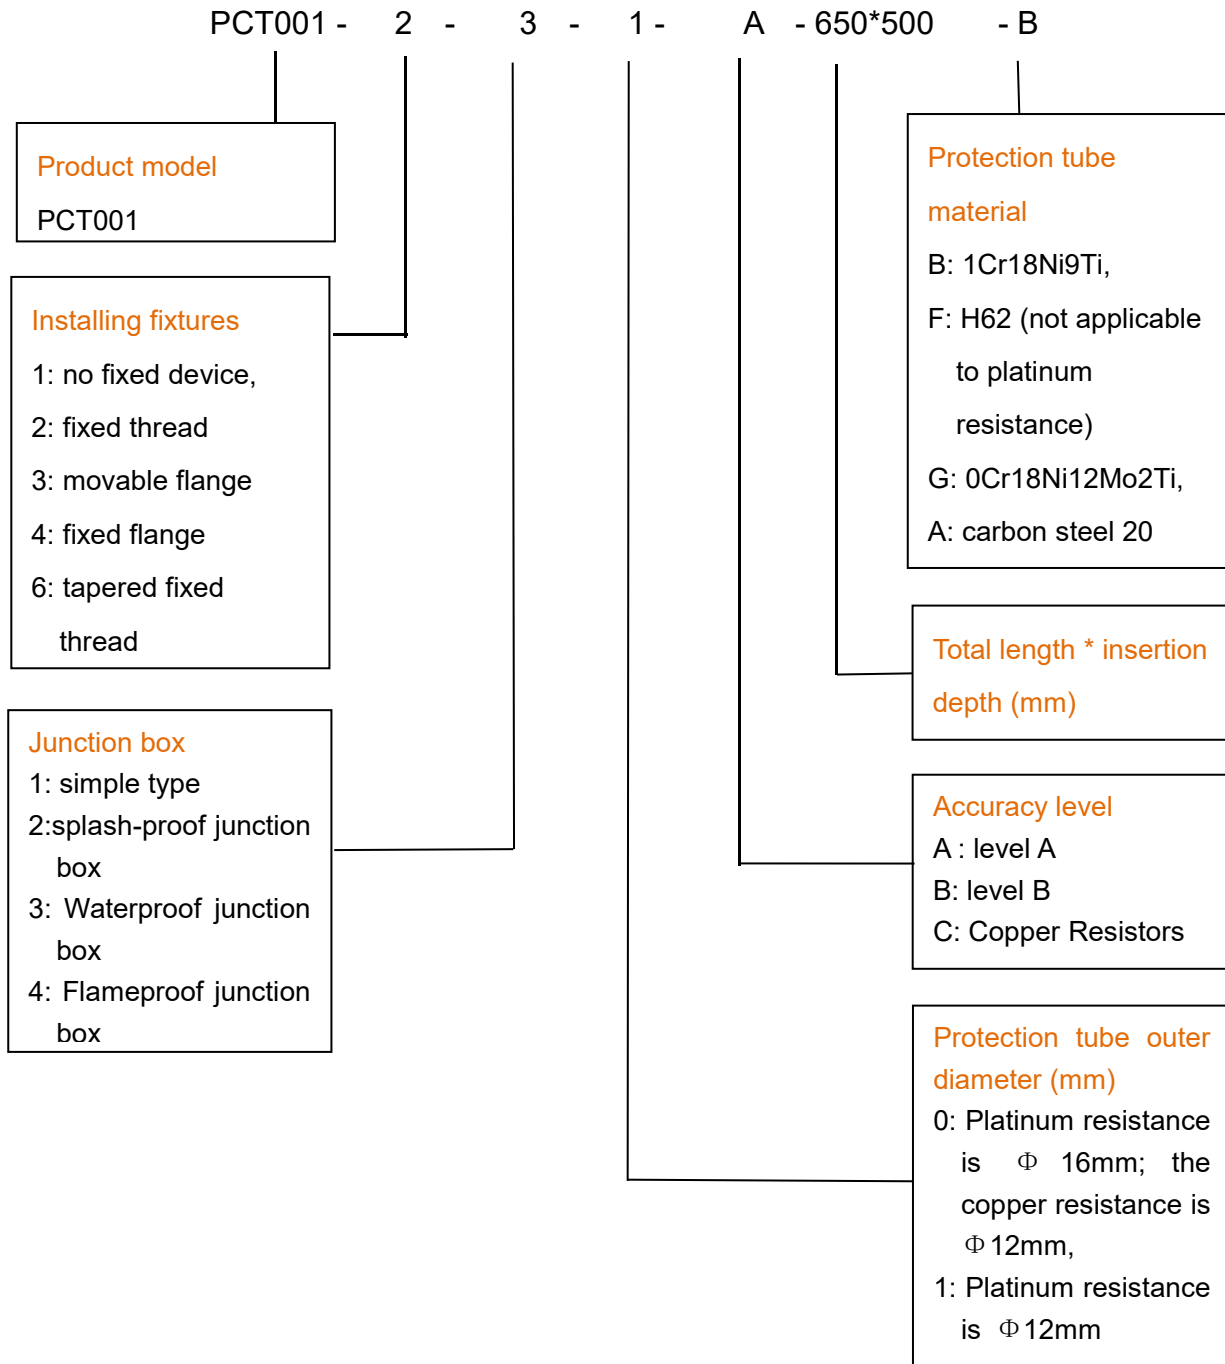 PCT001 - 2 - 3 - 1 - A - 650*500 - B
Product model
PCT001
Installing fixtures
1: no fixed device,
2: fixed thread
3: movable flange
4: fixed flange
6: tapered fixed
thread
Junction box
1: simple type
2:splash-proof junction
box
3: Waterproof junction
box
4: Flameproof junction
box
Protection tube
material
B: 1Cr18Ni9Ti,
F: H62 (not applicable
to platinum
resistance)
G: 0Cr18Ni12Mo2Ti,
A: carbon steel 20
Total length * insertion
depth (mm)
Accuracy level
A : level A
B: level B
C: Copper Resistors
Protection tube outer
diameter (mm)
0: Platinum resistance
is Φ 16mm; the
copper resistance is
Φ12mm,
1: Platinum resistance
is Φ12mm